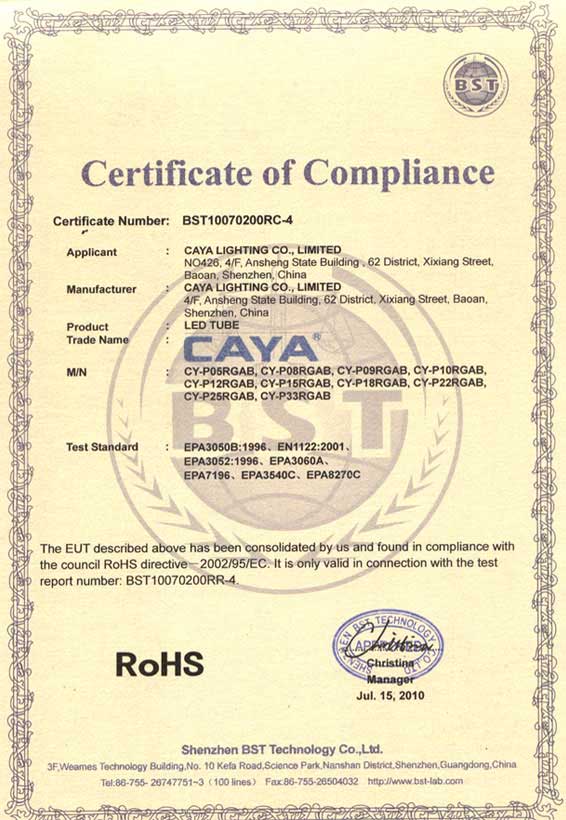 BST
Certificate of Compliance
Certificate Number: BST10070200RC-4
Applicant : CAYA LIGHTING CO., LIMITED
NO426, 4/F, Ansheng State Building , 62 District, Xixiang Street,
Baoan, Shenzhen, China
Manufacturer : CAYA LIGHTING CO., LIMITED
4/F, Ansheng State Building, 62 District, Xixiang Street, Baoan,
Shenzhen, China
Product : LED TUBE
Trade Name : CAYA®
M/N : CY-P05RGAB, CY-P08RGAB, CY-P09RGAB, CY-P10RGAB,
CY-P12RGAB, CY-P15RGAB, CY-P18RGAB, CY-P22RGAB,
CY-P25RGAB, CY-P33RGAB
BST
Test Standard : EPA3050B:1996、EN1122:2001、
EPA3052:1996、EPA3060A、
EPA7196、EPA3540C、EPA8270C
The EUT described above has been consolidated by us and found in compliance with
the council RoHS directive – 2002/95/EC. It is only valid in connection with the test
report number: BST10070200RR-4.
SHENZHEN BST TECHNOLOGY CO.,LTD
APPROVED
RoHS
Christina
Manager
Jul. 15, 2010
Shenzhen BST Technology Co.,Ltd.
3F,Weames Technology Building,No. 10 Kefa Road,Science Park,Nanshan District,Shenzhen,Guangdong,China
Tel:86-755- 26747751~3 (100 lines) Fax:86-755-26504032 http://www.bst-lab.com